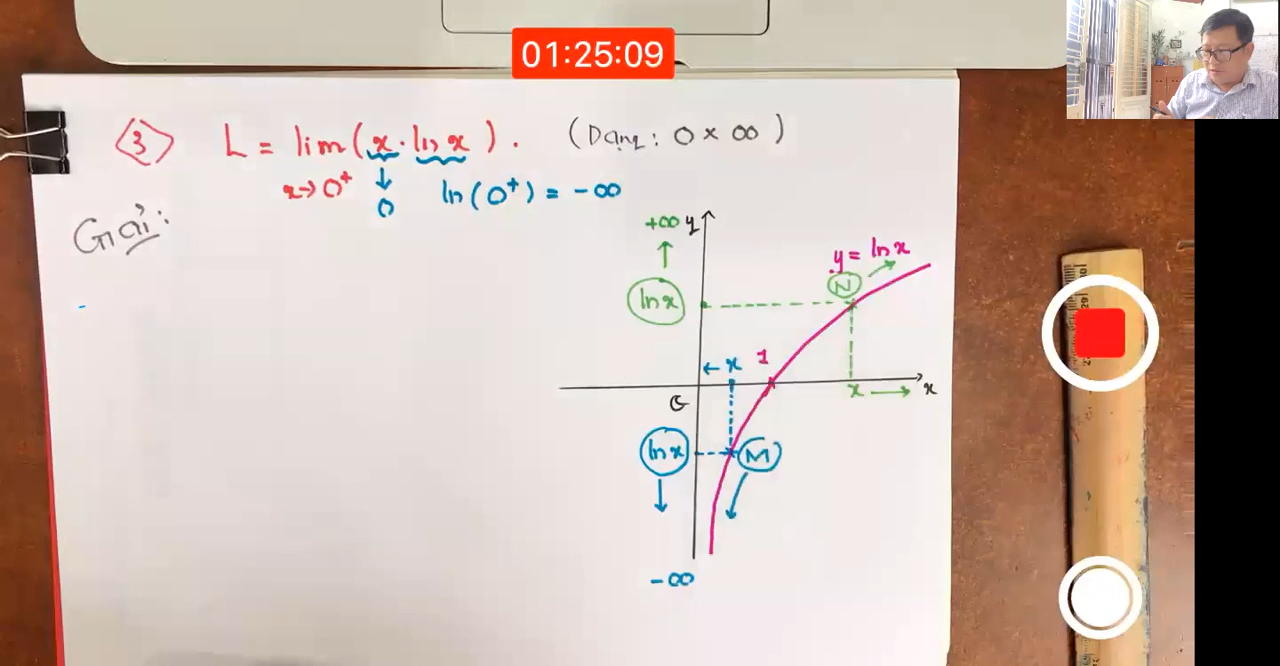 01:25:09
3 L = lim(x.ln x). (Dạng: 0 × ∞)
x→0⁺ ↓ ln(0⁺) = -∞
0
Giải:
+∞ y
↑ y = ln x
N
ln x
← x 1
O x → x
ln x M
↓ ↓
-∞